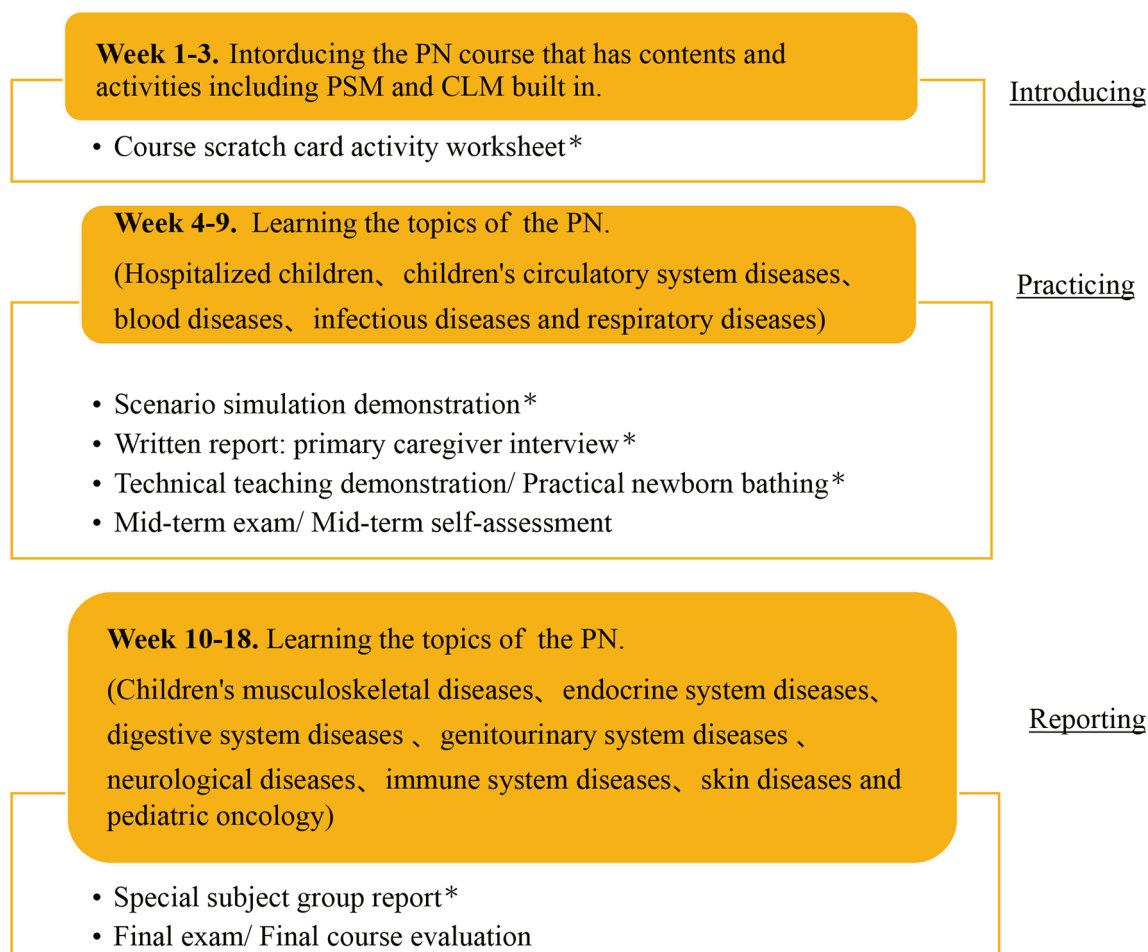 Week 1-3. Intorducing the PN course that has contents and
activities including PSM and CLM built in.
Introducing
• Course scratch card activity worksheet*
Week 4-9. Learning the topics of the PN.
(Hospitalized children、children's circulatory system diseases、
blood diseases、infectious diseases and respiratory diseases)
Practicing
• Scenario simulation demonstration*
• Written report: primary caregiver interview*
• Technical teaching demonstration/ Practical newborn bathing*
• Mid-term exam/ Mid-term self-assessment
Week 10-18. Learning the topics of the PN.
(Children's musculoskeletal diseases、endocrine system diseases、
digestive system diseases 、genitourinary system diseases 、
neurological diseases、immune system diseases、skin diseases and
pediatric oncology)
Reporting
• Special subject group report*
• Final exam/ Final course evaluation